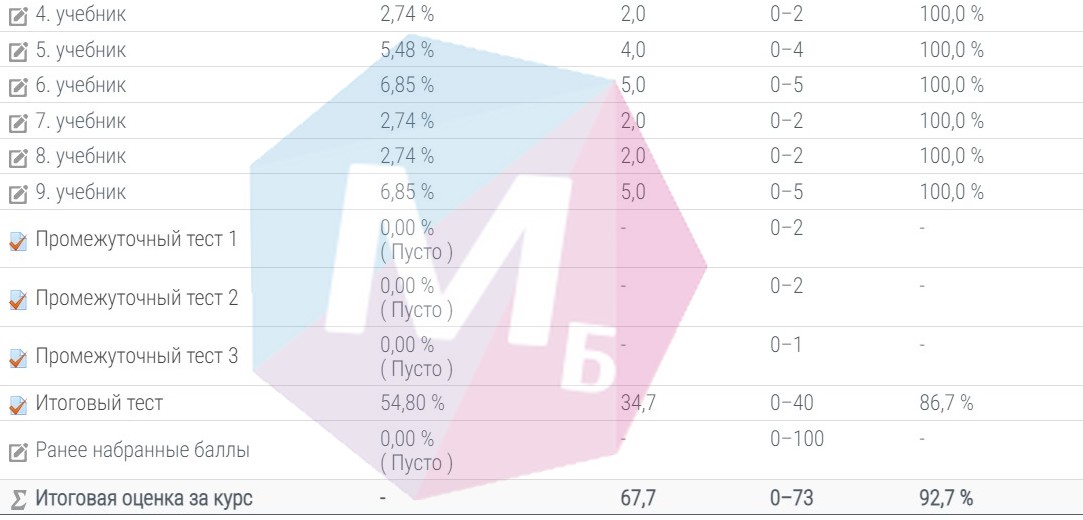 4. учебник 2,74 % 2,0 0–2 100,0 %
5. учебник 5,48 % 4,0 0–4 100,0 %
6. учебник 6,85 % 5,0 0–5 100,0 %
7. учебник 2,74 % 2,0 0–2 100,0 %
8. учебник 2,74 % 2,0 0–2 100,0 %
9. учебник 6,85 % 5,0 0–5 100,0 %
Промежуточный тест 1 0,00 % - 0–2 -
( Пусто )
Промежуточный тест 2 0,00 % - 0–2 -
( Пусто )
Промежуточный тест 3 0,00 % - 0–1 -
( Пусто )
Итоговый тест 54,80 % 34,7 0–40 86,7 %
Ранее набранные баллы 0,00 % - 0–100 -
( Пусто )
Σ Итоговая оценка за курс - 67,7 0–73 92,7 %
МБ